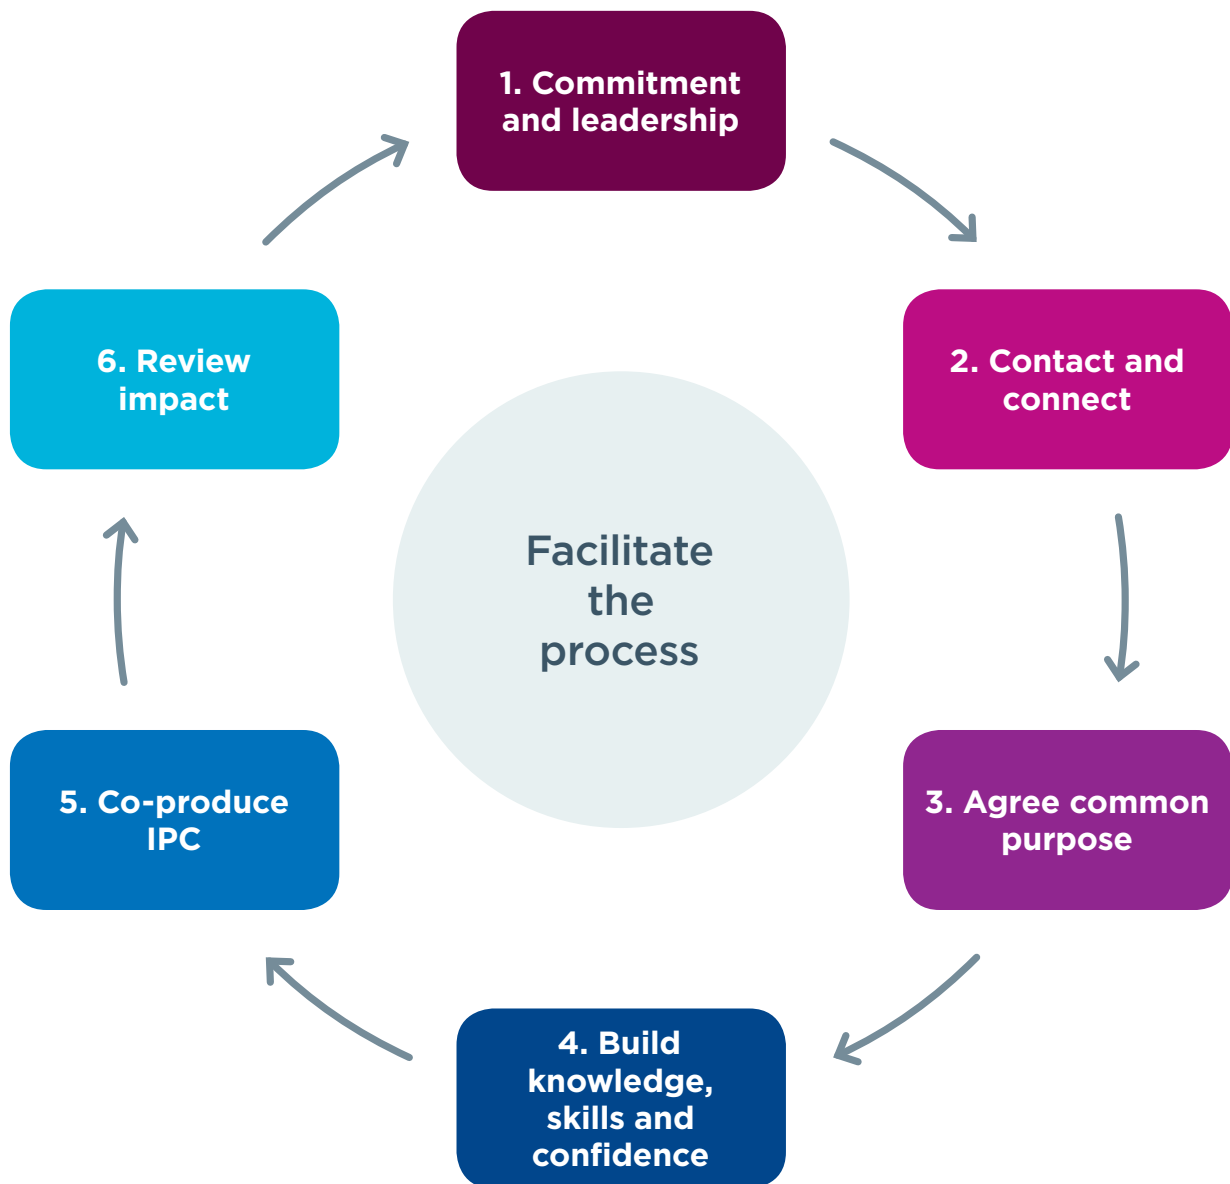 1. Commitment
and leadership
2. Contact and
connect
3. Agree common
purpose
4. Build
knowledge,
skills and
confidence
5. Co-produce
IPC
6. Review
impact
Facilitate
the
process